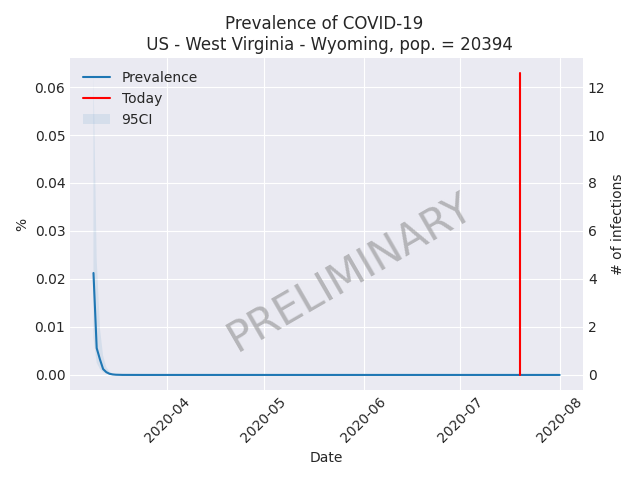 Prevalence of COVID-19
US - West Virginia - Wyoming, pop. = 20394
Prevalence
Today
95CI
0.06
0.05
0.04
0.03
0.02
0.01
0.00
%
12
10
8
6
4
2
0
# of infections
PRELIMINARY
2020-04
2020-05
2020-06
2020-07
2020-08
Date